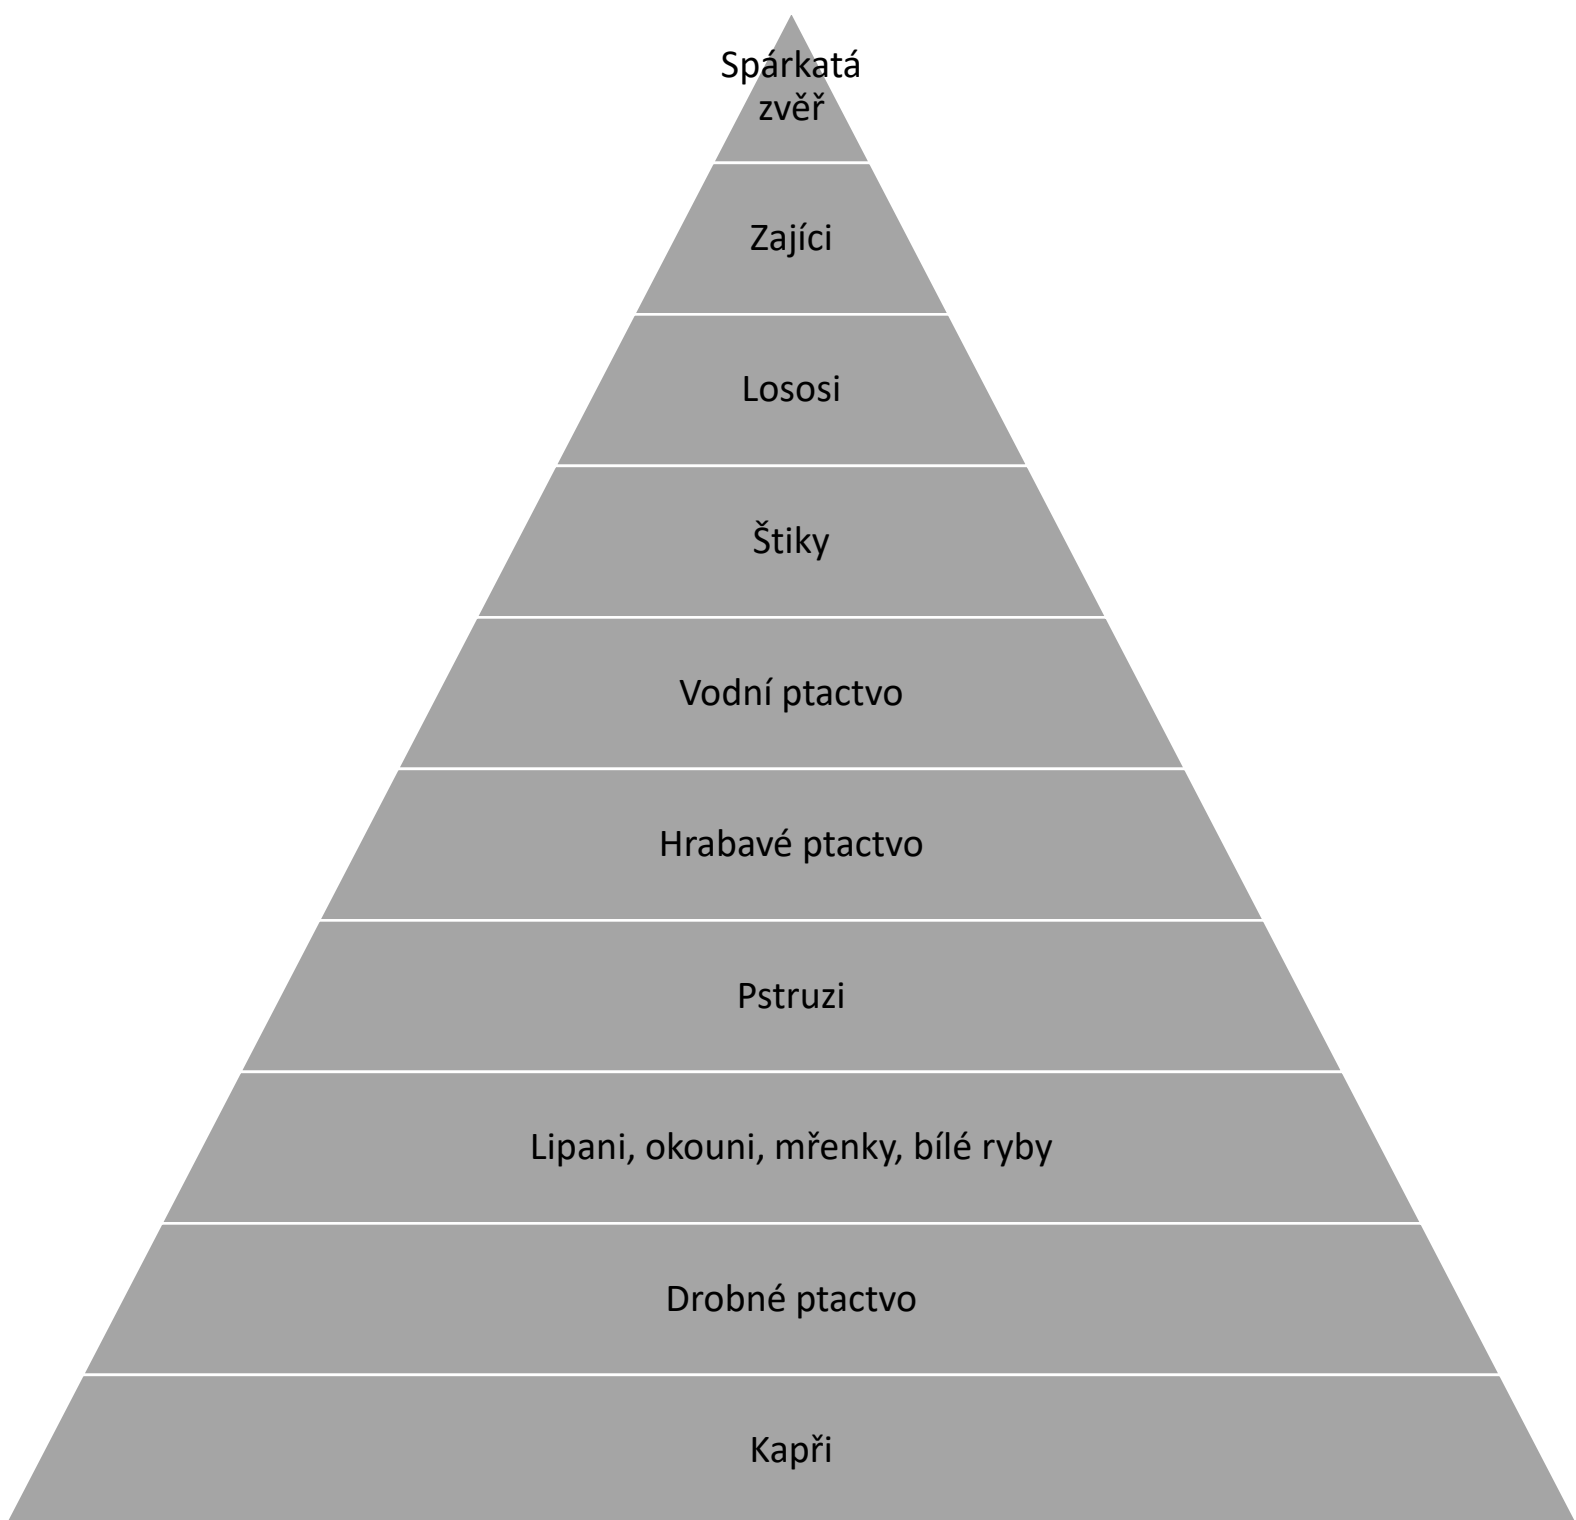 Spárkatá
zvěř
Zajíci
Lososi
Štiky
Vodní ptactvo
Hrabavé ptactvo
Pstruzi
Lipani, okouni, mřenky, bílé ryby
Drobné ptactvo
Kapři